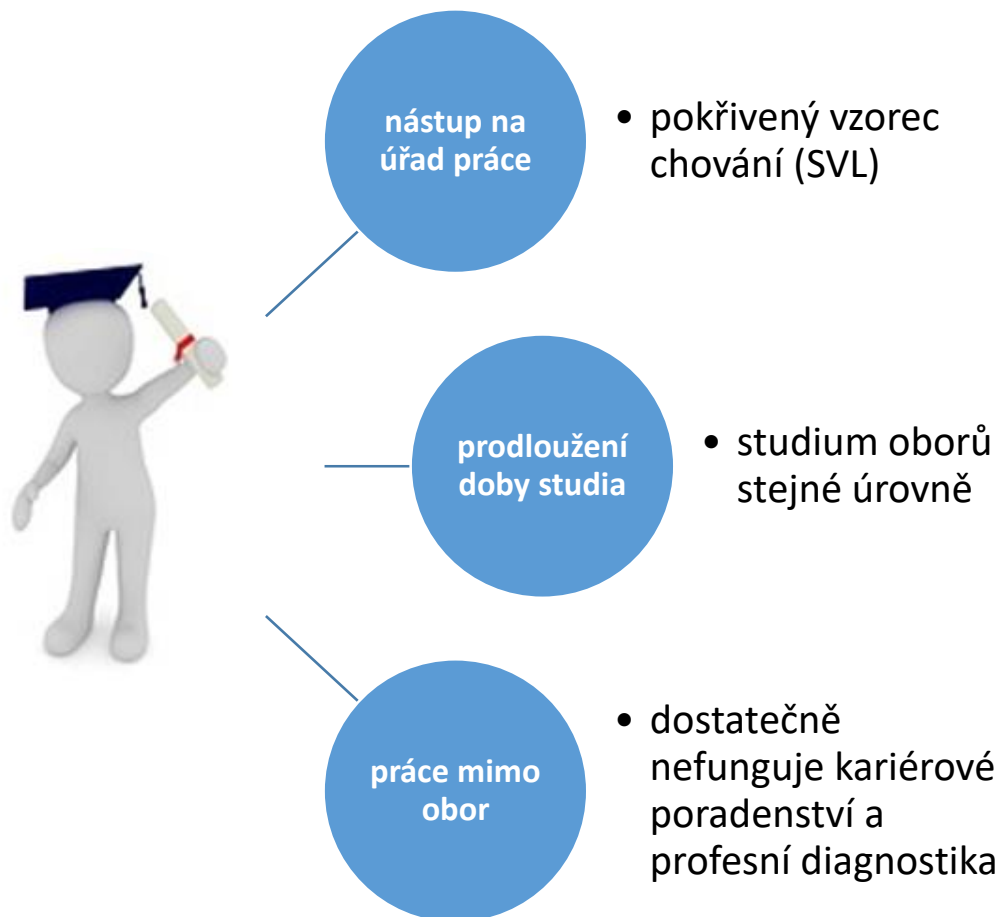 nástup na
úřad práce
• pokřivený vzorec
chování (SVL)
prodloužení
doby studia
• studium oborů
stejné úrovně
práce mimo
obor
• dostatečně
nefunguje kariérové
poradenství a
profesní diagnostika